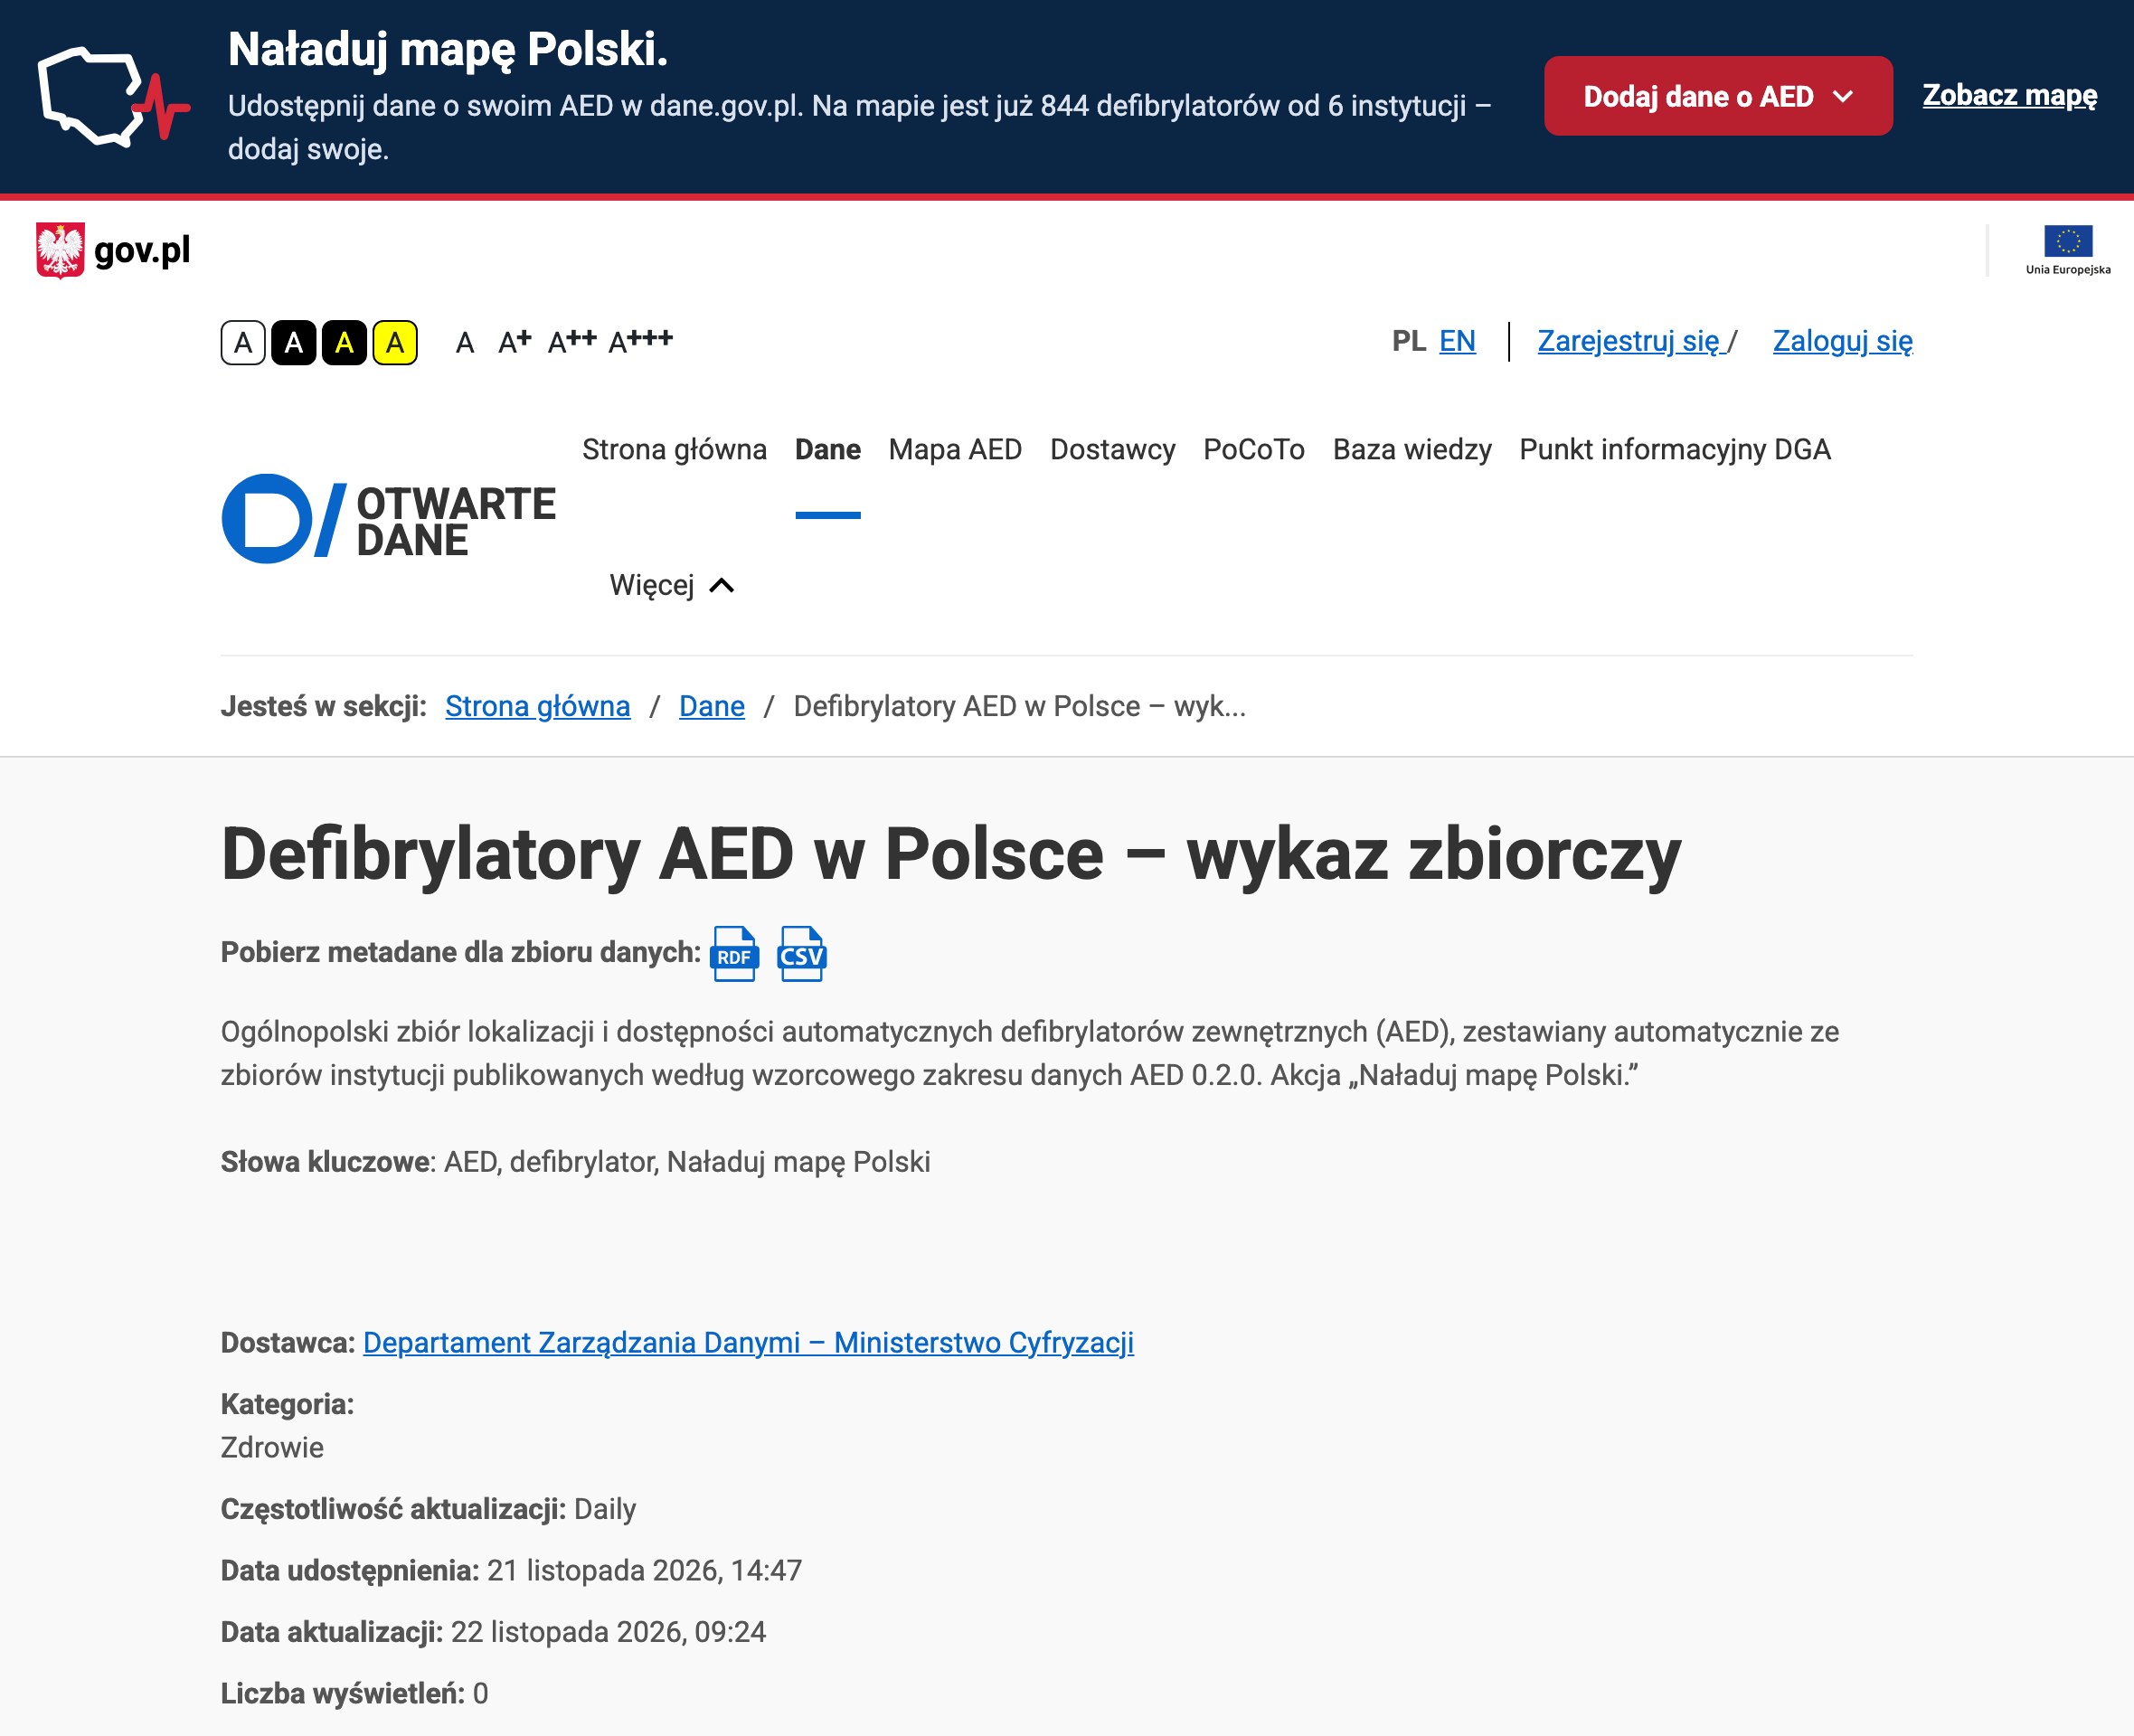 Naładuj mapę Polski.
Udostępnij dane o swoim AED w dane.gov.pl. Na mapie jest już 844 defibrylatorów od 6 instytucji –
dodaj swoje.
Dodaj dane o AED
Zobacz mapę
gov.pl
Unia Europejska
A A A A A A+ A++ A+++
PL EN Zarejestruj się / Zaloguj się
Strona główna Dane Mapa AED Dostawcy PoCoTo Baza wiedzy Punkt informacyjny DGA
OTWARTE
DANE
Więcej
Jesteś w sekcji: Strona główna / Dane / Defibrylatory AED w Polsce – wyk...
Defibrylatory AED w Polsce – wykaz zbiorczy
Pobierz metadane dla zbioru danych: RDF CSV
Ogólnopolski zbiór lokalizacji i dostępności automatycznych defibrylatorów zewnętrznych (AED), zestawiany automatycznie ze
zbiorów instytucji publikowanych według wzorcowego zakresu danych AED 0.2.0. Akcja „Naładuj mapę Polski.”
Słowa kluczowe: AED, defibrylator, Naładuj mapę Polski
Dostawca: Departament Zarządzania Danymi – Ministerstwo Cyfryzacji
Kategoria:
Zdrowie
Częstotliwość aktualizacji: Daily
Data udostępnienia: 21 listopada 2026, 14:47
Data aktualizacji: 22 listopada 2026, 09:24
Liczba wyświetleń: 0